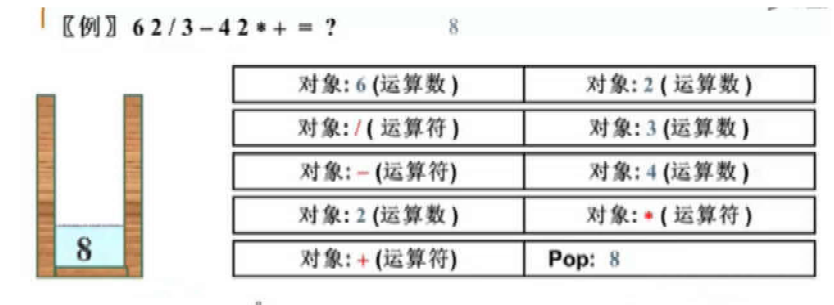 〖例〗 6 2 / 3 – 4 2 * + = ? 8
对象: 6 (运算数) 对象: 2 (运算数)
对象: / (运算符) 对象: 3 (运算数)
对象: – (运算符) 对象: 4 (运算数)
对象: 2 (运算数) 对象: * (运算符)
8
对象: + (运算符) Pop: 8